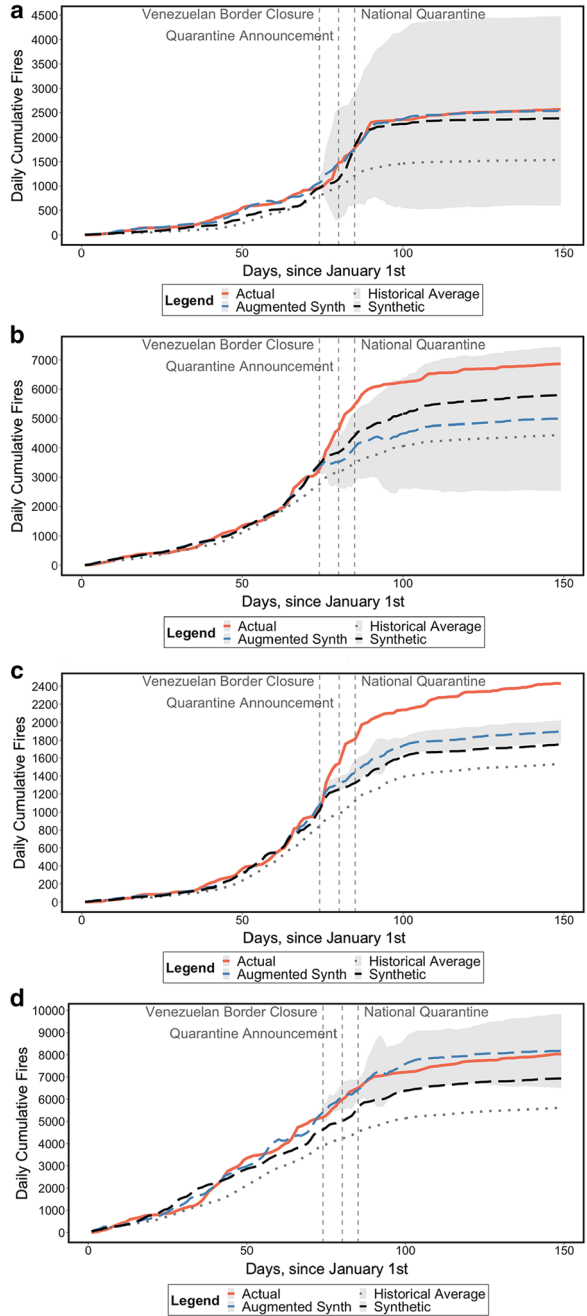 a
Venezuelan Border Closure
National Quarantine
Quarantine Announcement
Daily Cumulative Fires
4500
4000
3500
3000
2500
2000
1500
1000
500
0
0 50 100 150
Days, since January 1st
Legend
Actual
Historical Average
Augmented Synth
Synthetic
b
Venezuelan Border Closure
National Quarantine
Quarantine Announcement
Daily Cumulative Fires
7000
6000
5000
4000
3000
2000
1000
0
0 50 100 150
Days, since January 1st
Legend
Actual
Historical Average
Augmented Synth
Synthetic
c
Venezuelan Border Closure
National Quarantine
Quarantine Announcement
Daily Cumulative Fires
2400
2200
2000
1800
1600
1400
1200
1000
800
600
400
200
0
0 50 100 150
Days, since January 1st
Legend
Actual
Historical Average
Augmented Synth
Synthetic
d
Venezuelan Border Closure
National Quarantine
Quarantine Announcement
Daily Cumulative Fires
10000
9000
8000
7000
6000
5000
4000
3000
2000
1000
0
0 50 100 150
Days, since January 1st
Legend
Actual
Historical Average
Augmented Synth
Synthetic